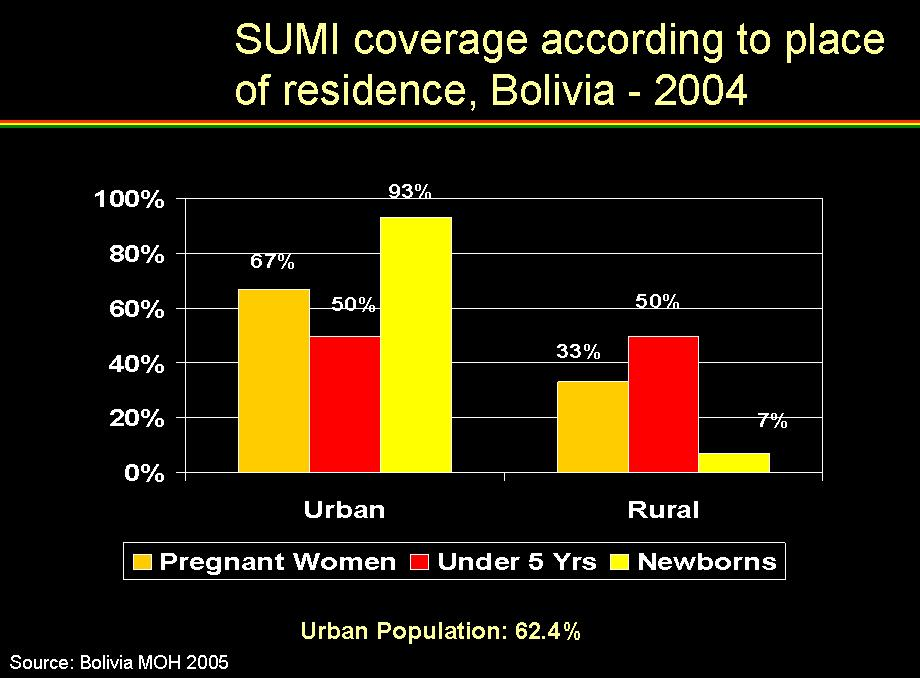 SUMI coverage according to place
of residence, Bolivia - 2004
93%
100%
80%
67%
60%
50%
50%
40%
33%
20%
7%
0%
Urban
Rural
Pregnant Women Under 5 Yrs Newborns
Urban Population: 62.4%
Source: Bolivia MOH 2005